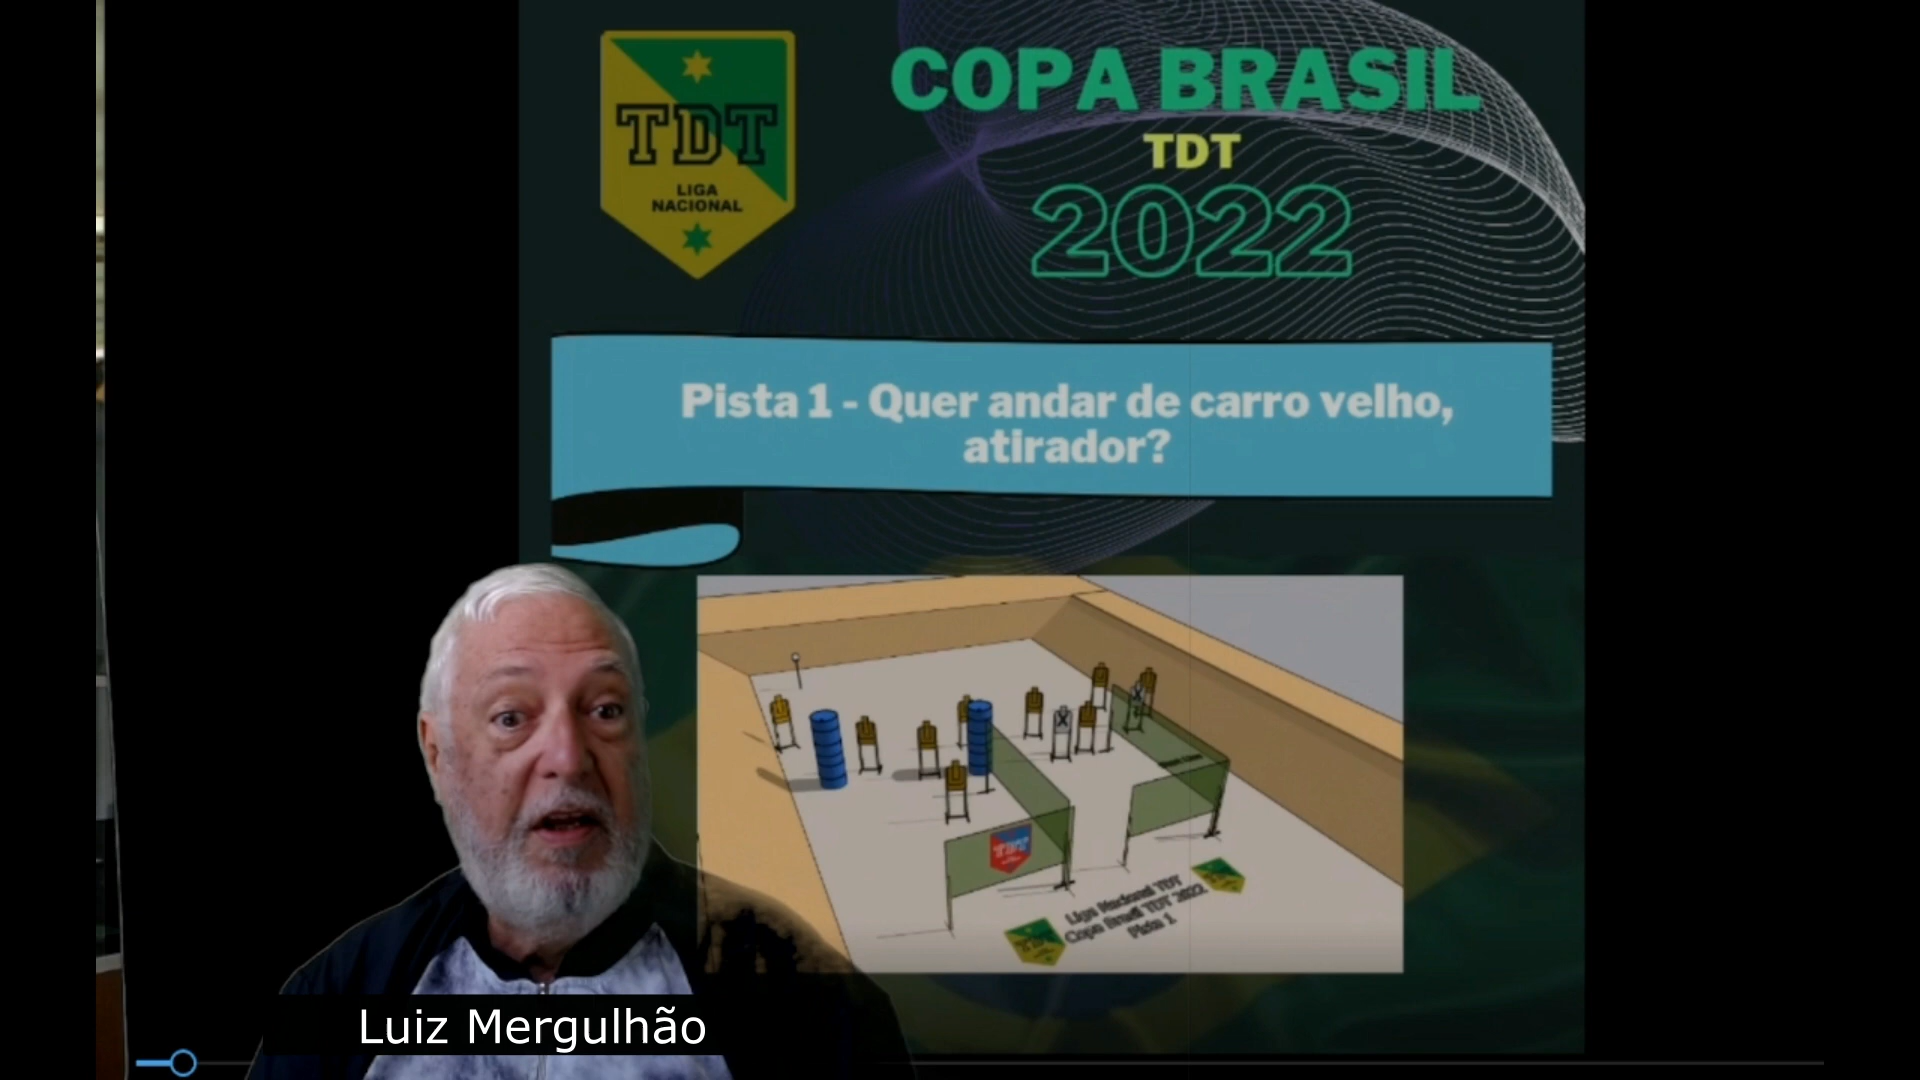 TDT
LIGA
NACIONAL
COPA BRASIL
TDT
2022
Pista 1 - Quer andar de carro velho,
atirador?
TDT
Liga Nacional TDT
Copa Brasil TDT 2022
Pista 1
Luiz Mergulhão